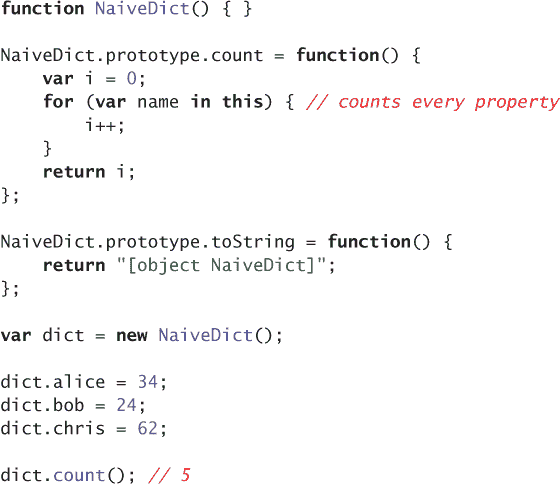 function NaiveDict() { }
NaiveDict.prototype.count = function() {
    var i = 0;
    for (var name in this) { // counts every property
        i++;
    }
    return i;
};
NaiveDict.prototype.toString = function() {
    return "[object NaiveDict]";
};
var dict = new NaiveDict();
dict.alice = 34;
dict.bob = 24;
dict.chris = 62;
dict.count(); // 5